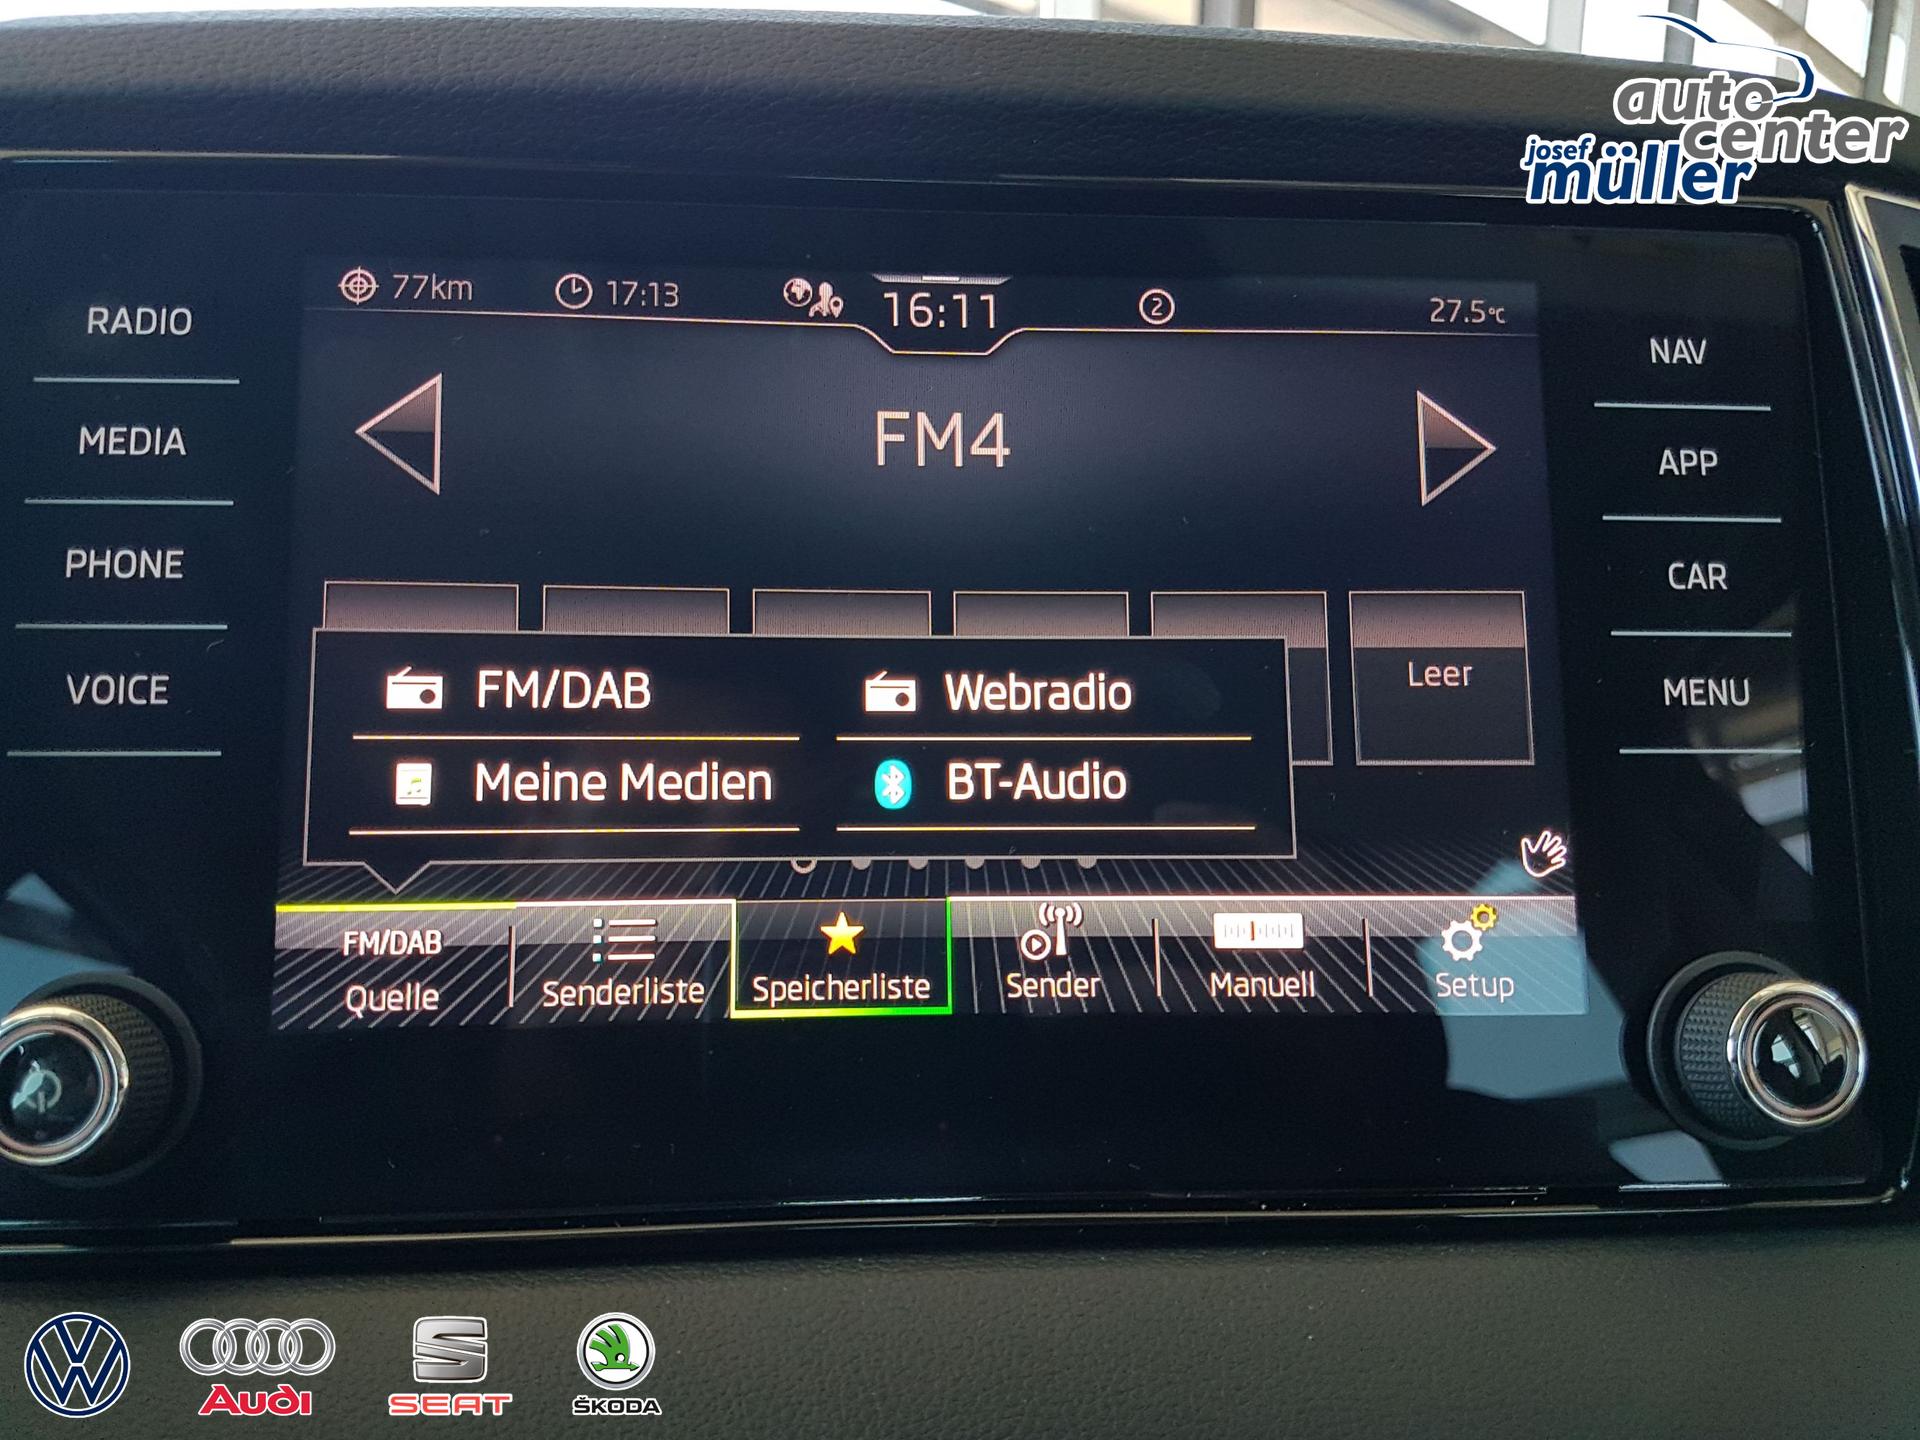 auto
center
josef
müller
77km 17:13 16:11 2 27.5°C
RADIO
MEDIA
PHONE
VOICE
FM4
NAV
APP
CAR
MENU
FM/DAB Webradio
Meine Medien BT-Audio
Leer
FM/DAB
Quelle Senderliste Speicherliste Sender Manuell Setup
Audi SEAT ŠKODA